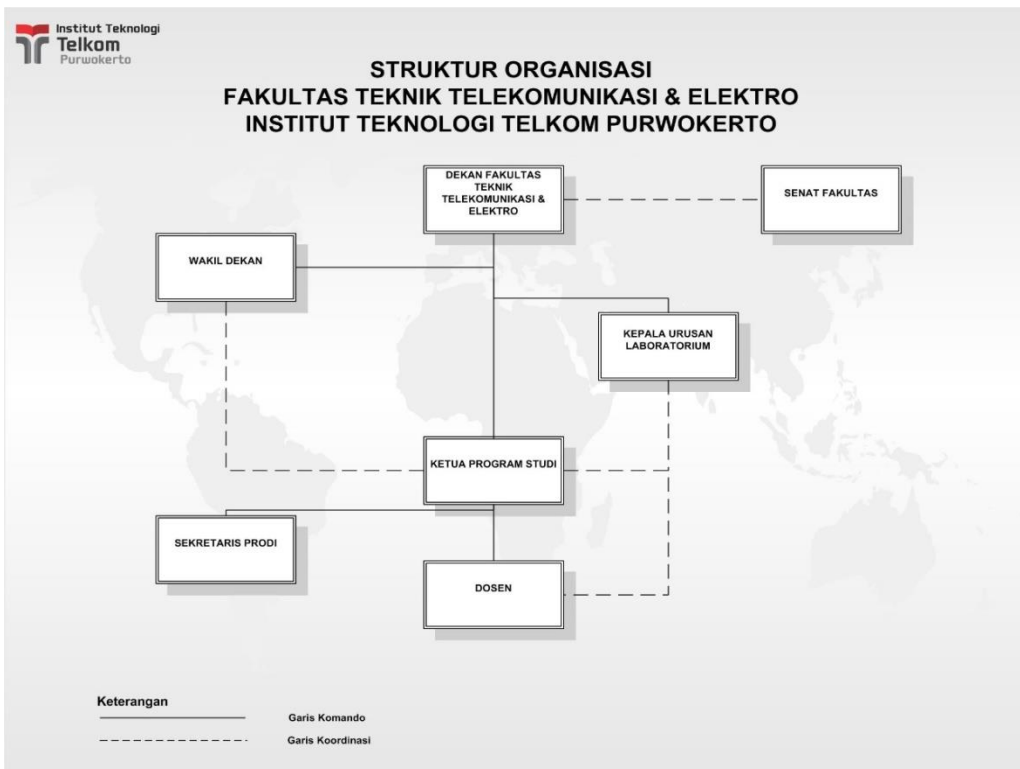 Institut Teknologi
Telkom
Purwokerto
STRUKTUR ORGANISASI
FAKULTAS TEKNIK TELEKOMUNIKASI & ELEKTRO
INSTITUT TEKNOLOGI TELKOM PURWOKERTO
DEKAN FAKULTAS
TEKNIK
TELEKOMUNIKASI &
ELEKTRO
SENAT FAKULTAS
WAKIL DEKAN
KEPALA URUSAN
LABORATORIUM
KETUA PROGRAM STUDI
SEKRETARIS PRODI
DOSEN
Keterangan
Garis Komando
Garis Koordinasi